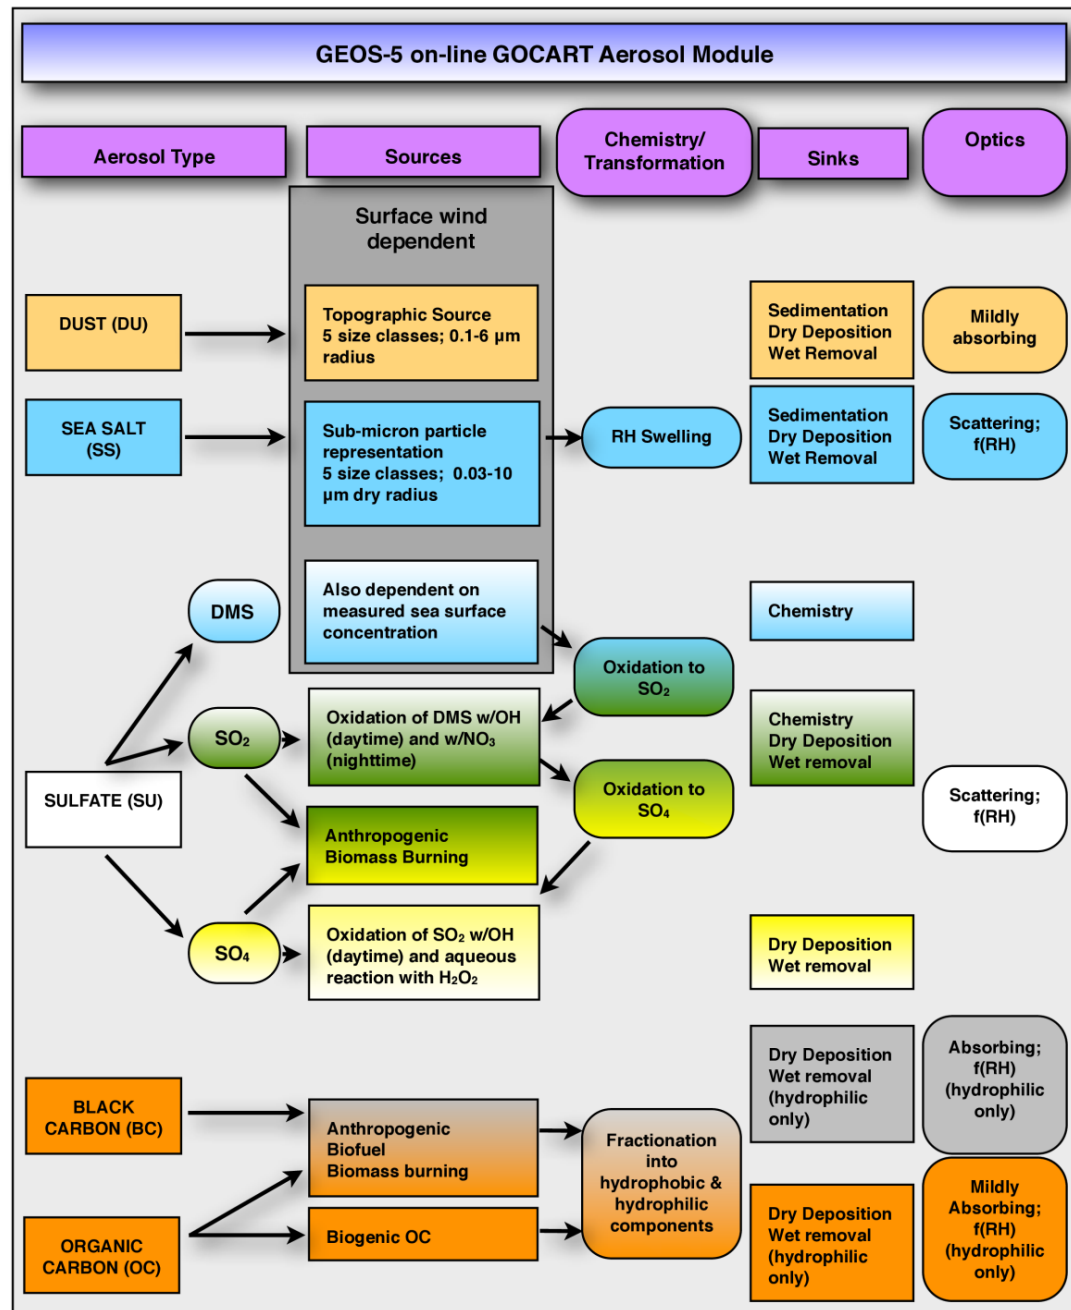 GEOS-5 on-line GOCART Aerosol Module
Aerosol Type
Sources
Chemistry/
Transformation
Sinks
Optics
Surface wind
dependent
DUST (DU)
Topographic Source
5 size classes; 0.1-6 µm
radius
Sedimentation
Dry Deposition
Wet Removal
Mildly
absorbing
SEA SALT
(SS)
Sub-micron particle
representation
5 size classes;  0.03-10
µm dry radius
RH Swelling
Sedimentation
Dry Deposition
Wet Removal
Scattering;
f(RH)
DMS
Also dependent on
measured sea surface
concentration
Chemistry
Oxidation to
SO₂
SO₂
Oxidation of DMS w/OH
(daytime) and w/NO₃
(nighttime)
Chemistry
Dry Deposition
Wet removal
SULFATE (SU)
Oxidation to
SO₄
Scattering;
f(RH)
Anthropogenic
Biomass Burning
SO₄
Oxidation of SO₂ w/OH
(daytime) and aqueous
reaction with H₂O₂
Dry Deposition
Wet removal
BLACK
CARBON (BC)
Anthropogenic
Biofuel
Biomass burning
Fractionation
into
hydrophobic &
hydrophilic
components
Dry Deposition
Wet removal
(hydrophilic
only)
Absorbing;
f(RH)
(hydrophilic
only)
ORGANIC
CARBON (OC)
Biogenic OC
Dry Deposition
Wet removal
(hydrophilic
only)
Mildly
Absorbing;
f(RH)
(hydrophilic
only)